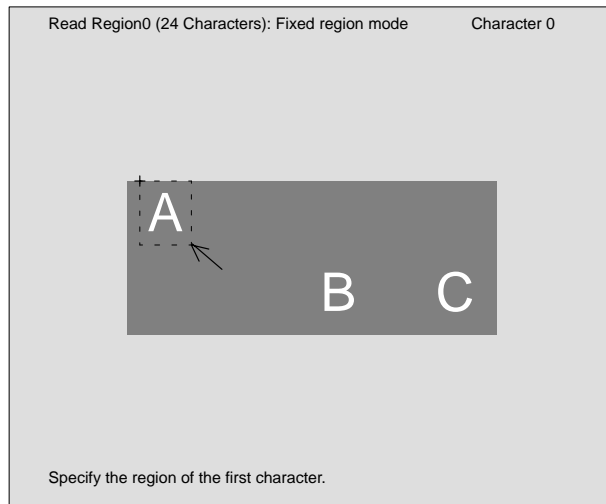 Read Region0 (24 Characters): Fixed region mode Character 0
A
B C
Specify the region of the first character.